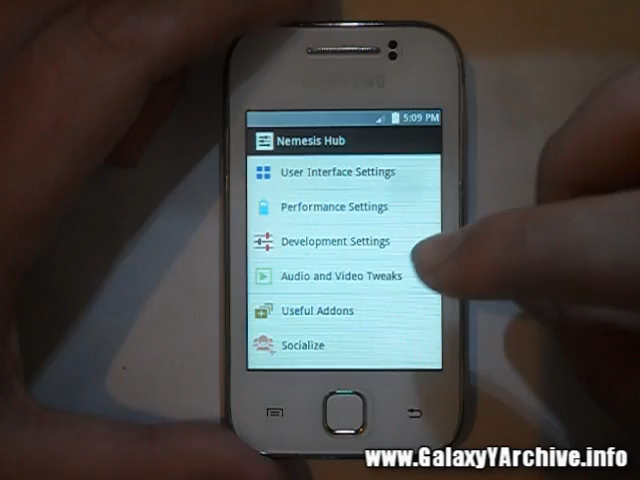 SAMSUNG
5:09 PM
Nemesis Hub
User Interface Settings
Performance Settings
Development Settings
Audio and Video Tweaks
Useful Addons
Socialize
www.GalaxyYArchive.info